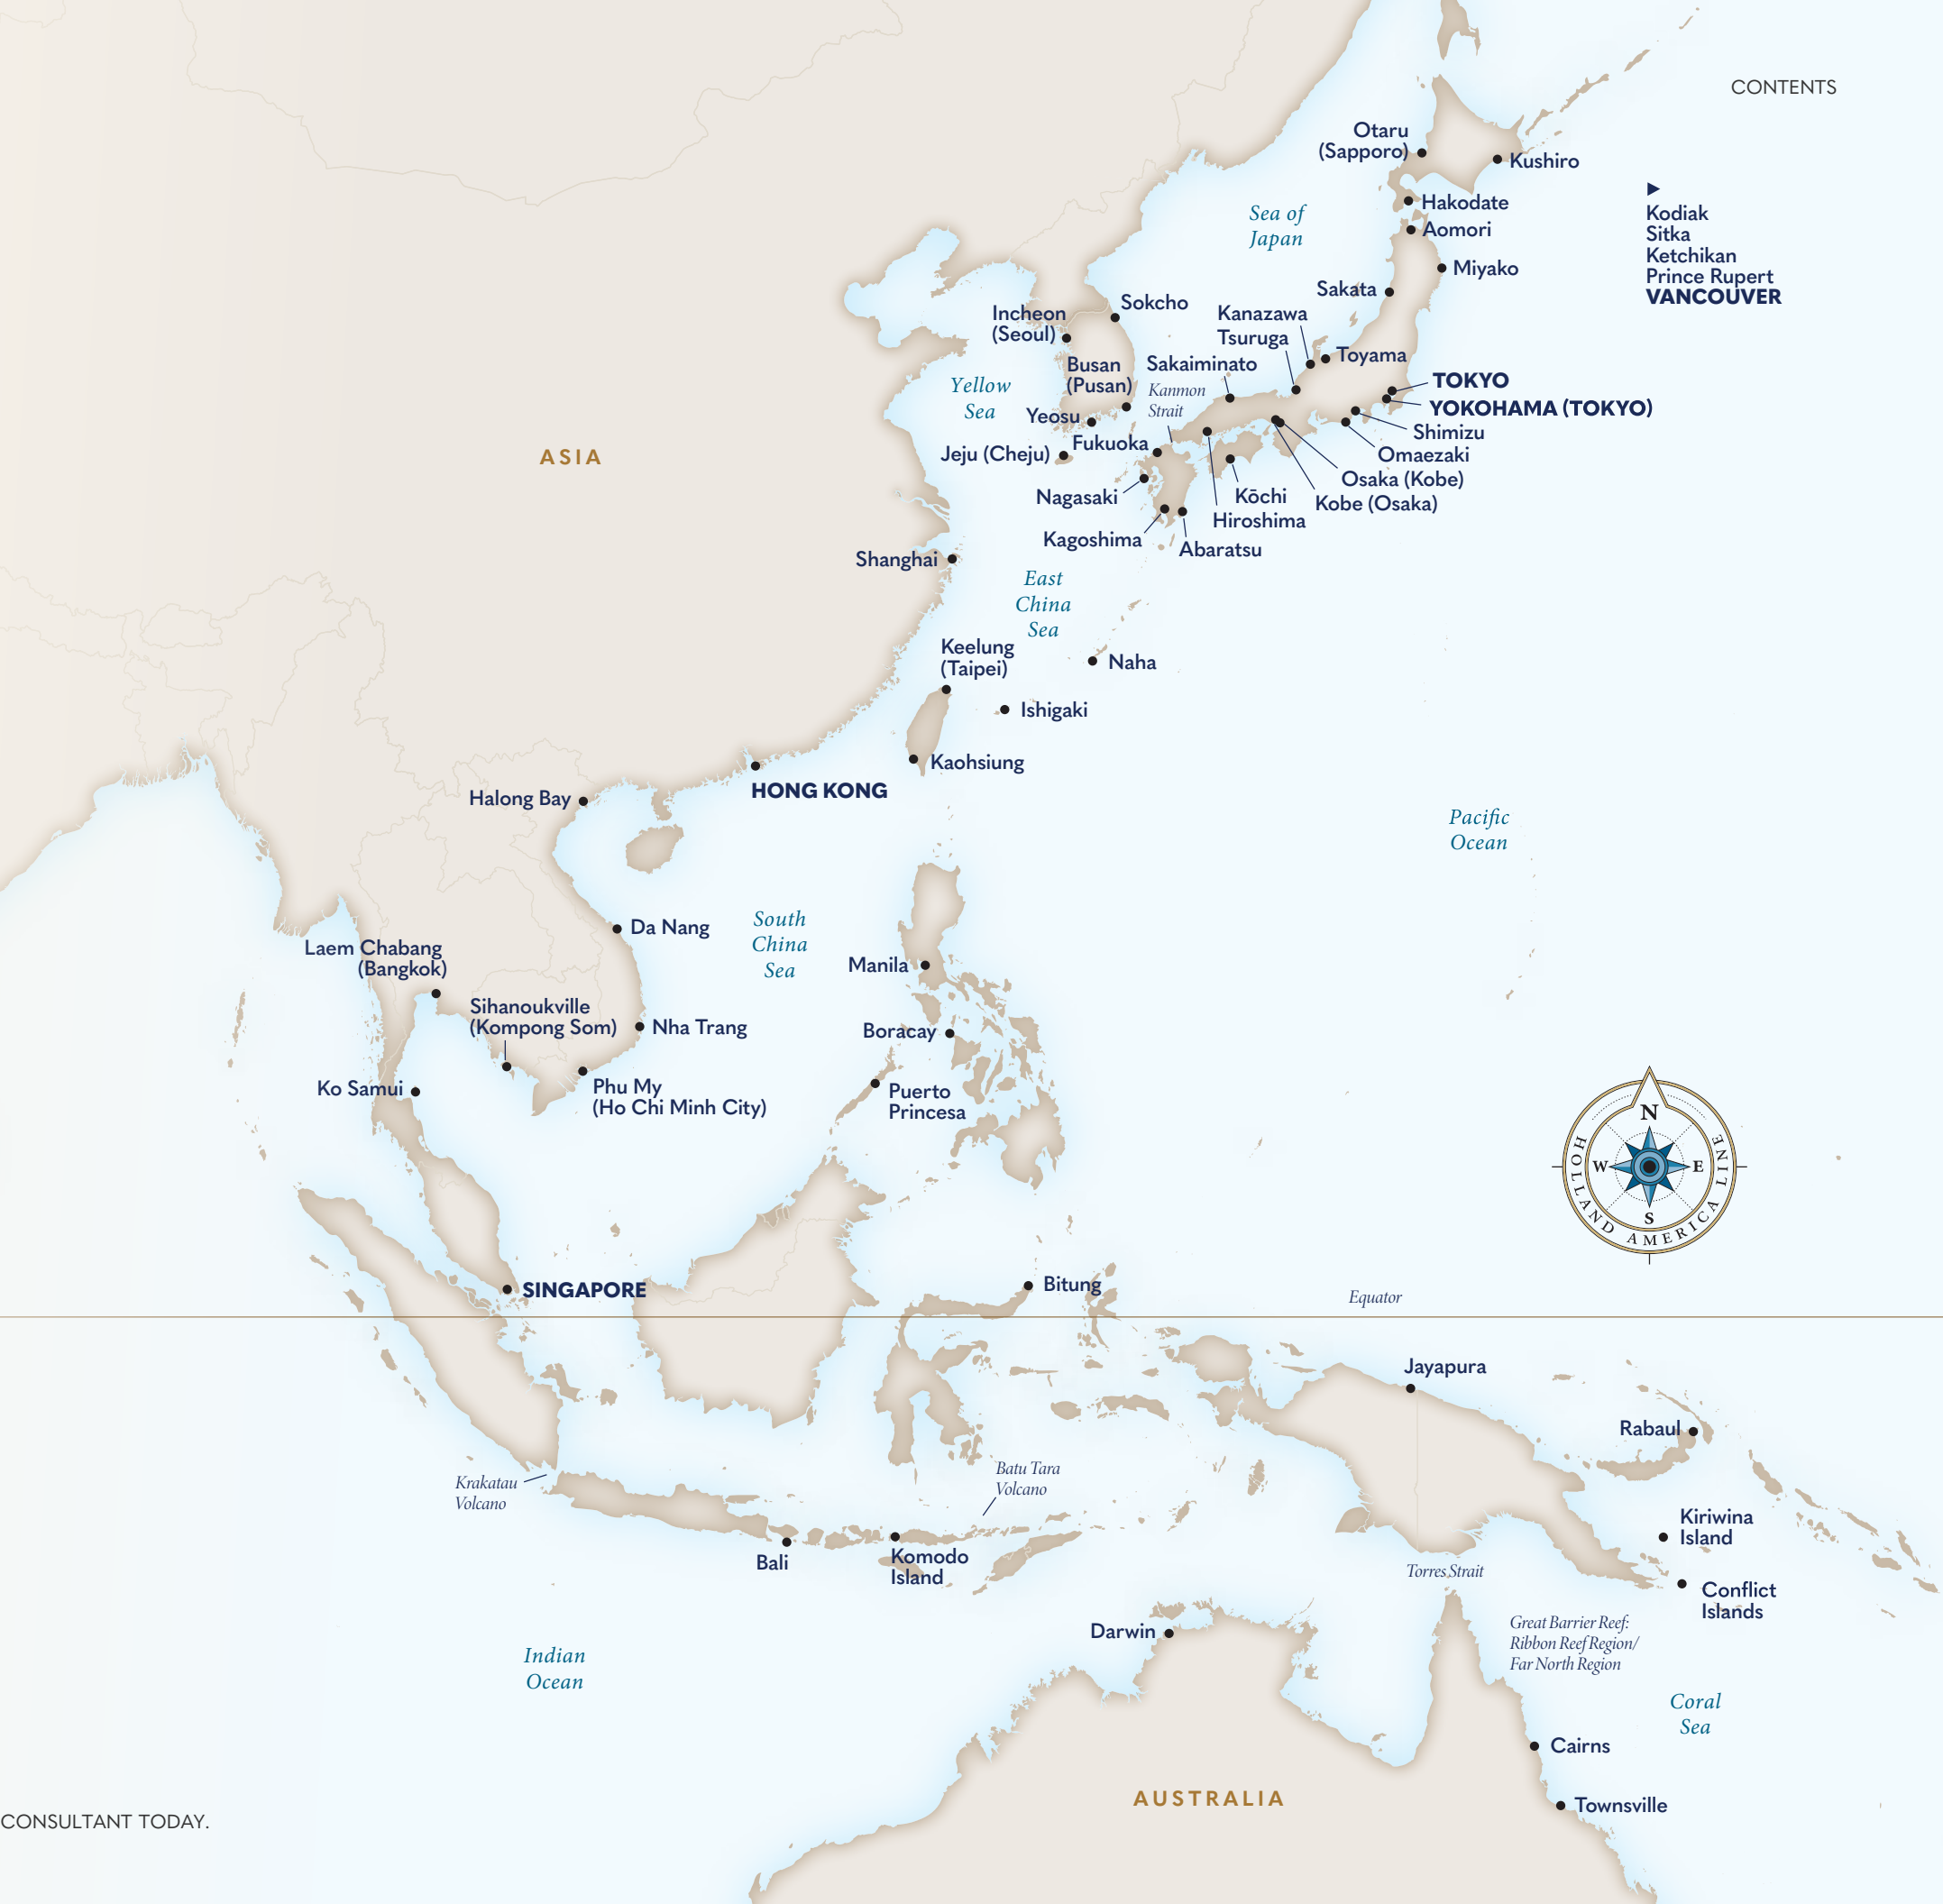 CONTENTS
Otaru
(Sapporo)
Kushiro
Hakodate
Aomori
Miyako
Sakata
▶
Kodiak
Sitka
Ketchikan
Prince Rupert
VANCOUVER
Sea of
Japan
Sokcho
Incheon
(Seoul)
Kanazawa
Tsuruga
Toyama
Sakaiminato
Busan
(Pusan)
Kanmon
Strait
Yellow
Sea
Yeosu
TOKYO
YOKOHAMA (TOKYO)
Shimizu
Omaezaki
Osaka (Kobe)
Kobe (Osaka)
Fukuoka
Jeju (Cheju)
ASIA
Nagasaki
Kōchi
Hiroshima
Kagoshima
Abaratsu
Shanghai
East
China
Sea
Keelung
(Taipei)
Naha
Ishigaki
Kaohsiung
HONG KONG
Halong Bay
Pacific
Ocean
South
China
Sea
Da Nang
Laem Chabang
(Bangkok)
Manila
Sihanoukville
(Kompong Som)
Nha Trang
Boracay
Ko Samui
Phu My
(Ho Chi Minh City)
Puerto
Princesa
N
W
E
S
HOLLAND AMERICA LINE
SINGAPORE
Bitung
Equator
Jayapura
Rabaul
Krakatau
Volcano
Batu Tara
Volcano
Kiriwina
Island
Bali
Komodo
Island
Torres Strait
Conflict
Islands
Darwin
Great Barrier Reef:
Ribbon Reef Region/
Far North Region
Indian
Ocean
Coral
Sea
Cairns
AUSTRALIA
Townsville
CONSULTANT TODAY.